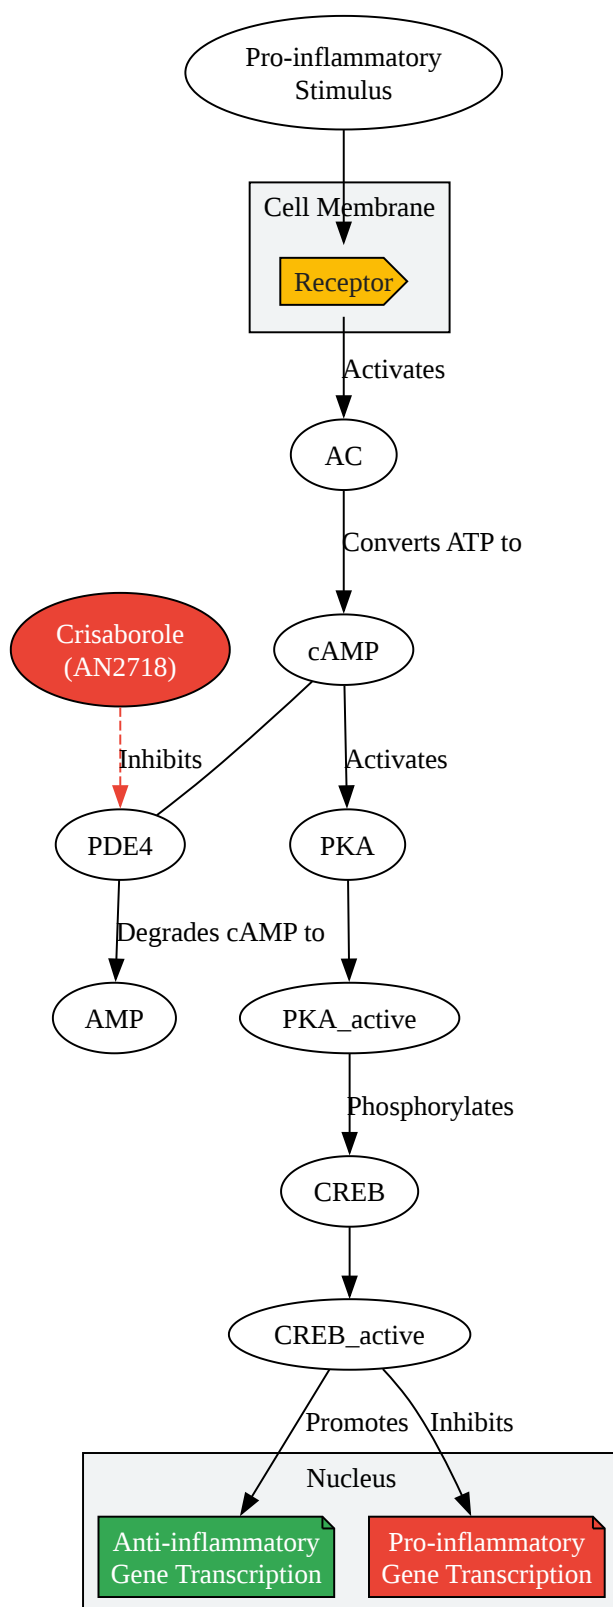 Pro-inflammatory
Stimulus
Cell Membrane
Receptor
Activates
AC
Converts ATP to
Crisaborole
(AN2718)
cAMP
Inhibits
Activates
PDE4
PKA
Degrades cAMP to
AMP
PKA_active
Phosphorylates
CREB
CREB_active
Promotes
Inhibits
Nucleus
Anti-inflammatory
Gene Transcription
Pro-inflammatory
Gene Transcription